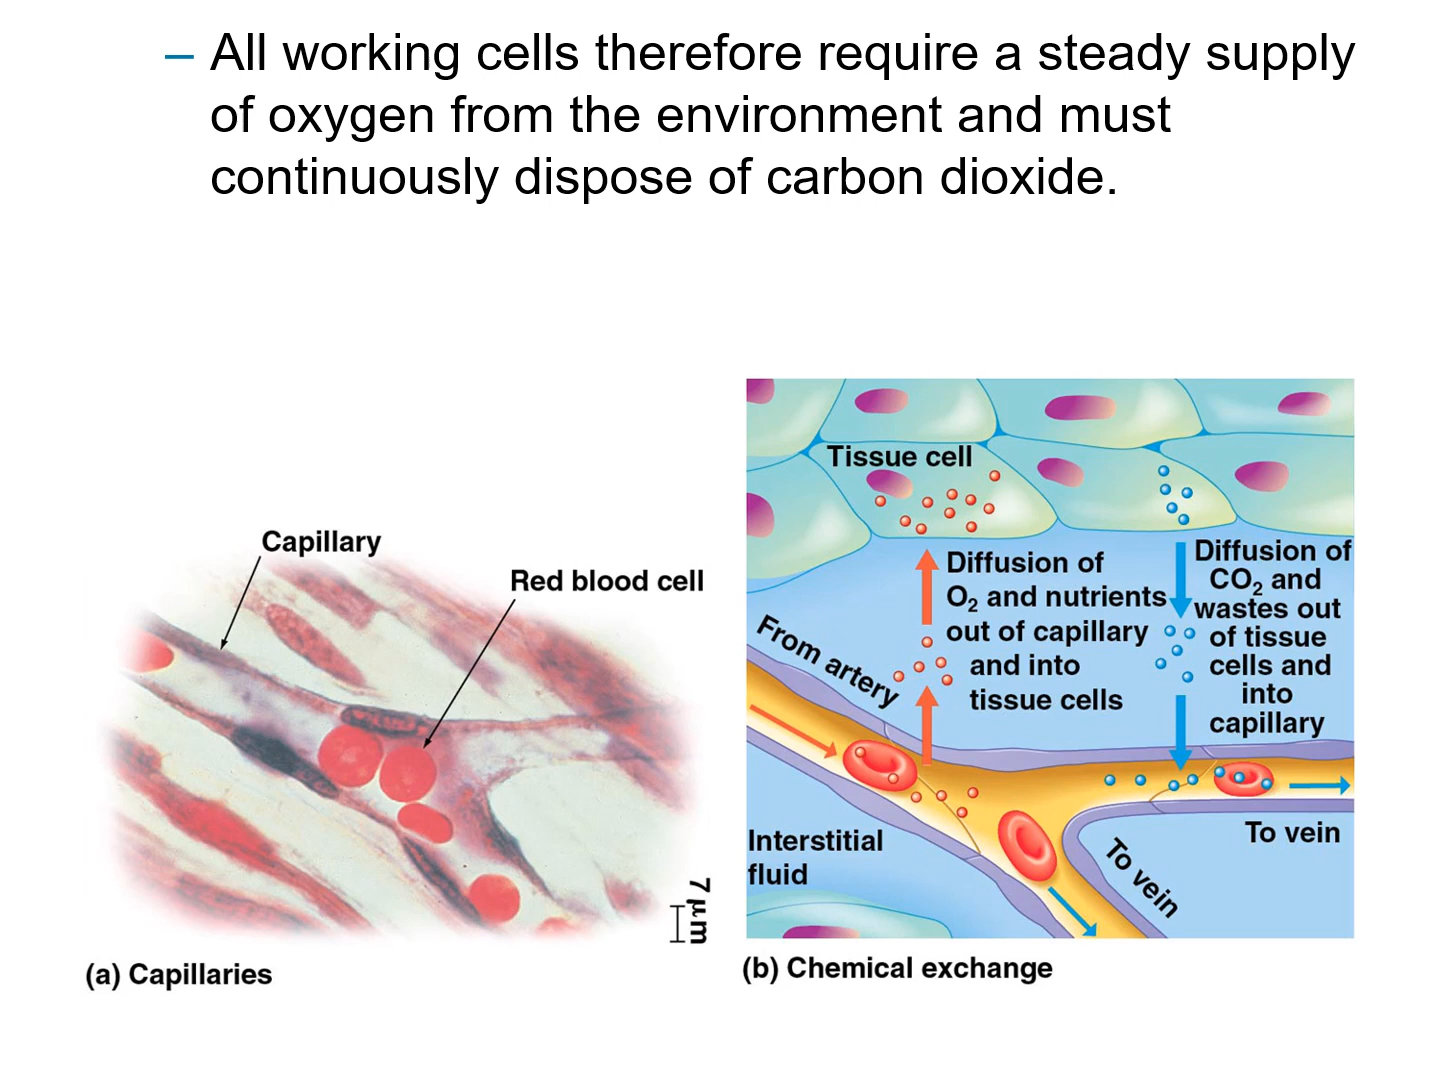 – All working cells therefore require a steady supply
of oxygen from the environment and must
continuously dispose of carbon dioxide.
Capillary
Red blood cell
7 μm
(a) Capillaries
Tissue cell
Diffusion of
O₂ and nutrients
out of capillary
and into
tissue cells
Diffusion of
CO₂ and
wastes out
of tissue
cells and
into
capillary
From artery
Interstitial
fluid
To vein
To vein
(b) Chemical exchange